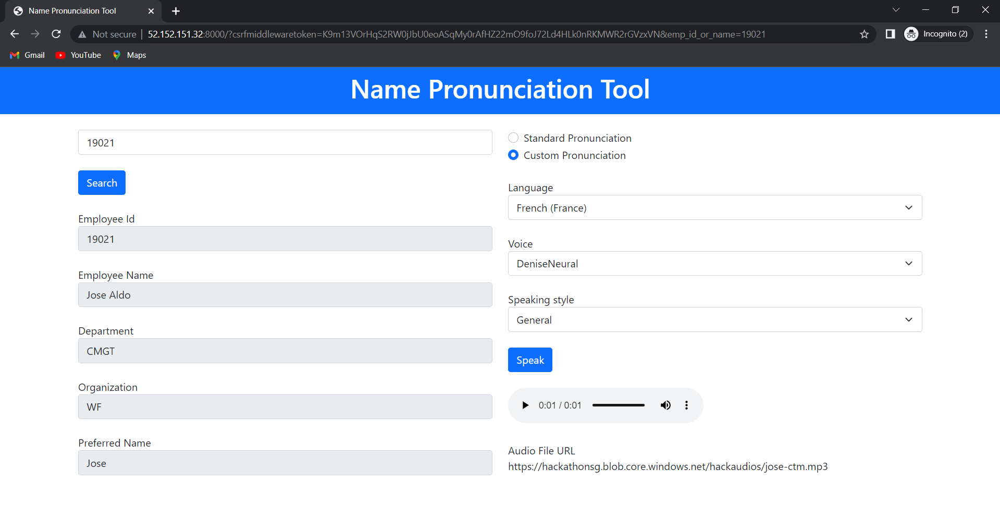 Name Pronunciation Tool
Not secure 52.152.151.32:8000/?csrfmiddlewaretoken=K9m13VOrHqS2RW0jJbU0eoASqMy0rAfHZ22mO9foJ72Ld4HLk0nRKMWR2rGVzxVN&emp_id_or_name=19021 Incognito (2)
Gmail YouTube Maps
Name Pronunciation Tool
19021
Search
Employee Id
19021
Employee Name
Jose Aldo
Department
CMGT
Organization
WF
Preferred Name
Jose
Standard Pronunciation
Custom Pronunciation
Language
French (France)
Voice
DeniseNeural
Speaking style
General
Speak
0:01 / 0:01
Audio File URL
https://hackathonsg.blob.core.windows.net/hackaudios/jose-ctm.mp3